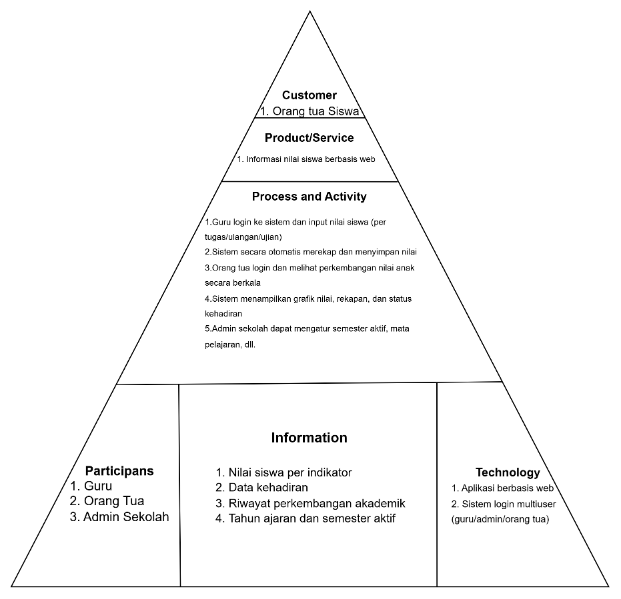 Customer
1. Orang tua Siswa
Product/Service
1. Informasi nilai siswa berbasis web
Process and Activity
1.Guru login ke sistem dan input nilai siswa (per
tugas/ulangan/ujian)
2.Sistem secara otomatis merekap dan menyimpan nilai
3.Orang tua login dan melihat perkembangan nilai anak
secara berkala
4.Sistem menampilkan grafik nilai, rekapan, dan status
kehadiran
5.Admin sekolah dapat mengatur semester aktif, mata
pelajaran, dll.
Participans
1. Guru
2. Orang Tua
3. Admin Sekolah
Information
1. Nilai siswa per indikator
2. Data kehadiran
3. Riwayat perkembangan akademik
4. Tahun ajaran dan semester aktif
Technology
1. Aplikasi berbasis web
2. Sistem login multiuser
(guru/admin/orang tua)